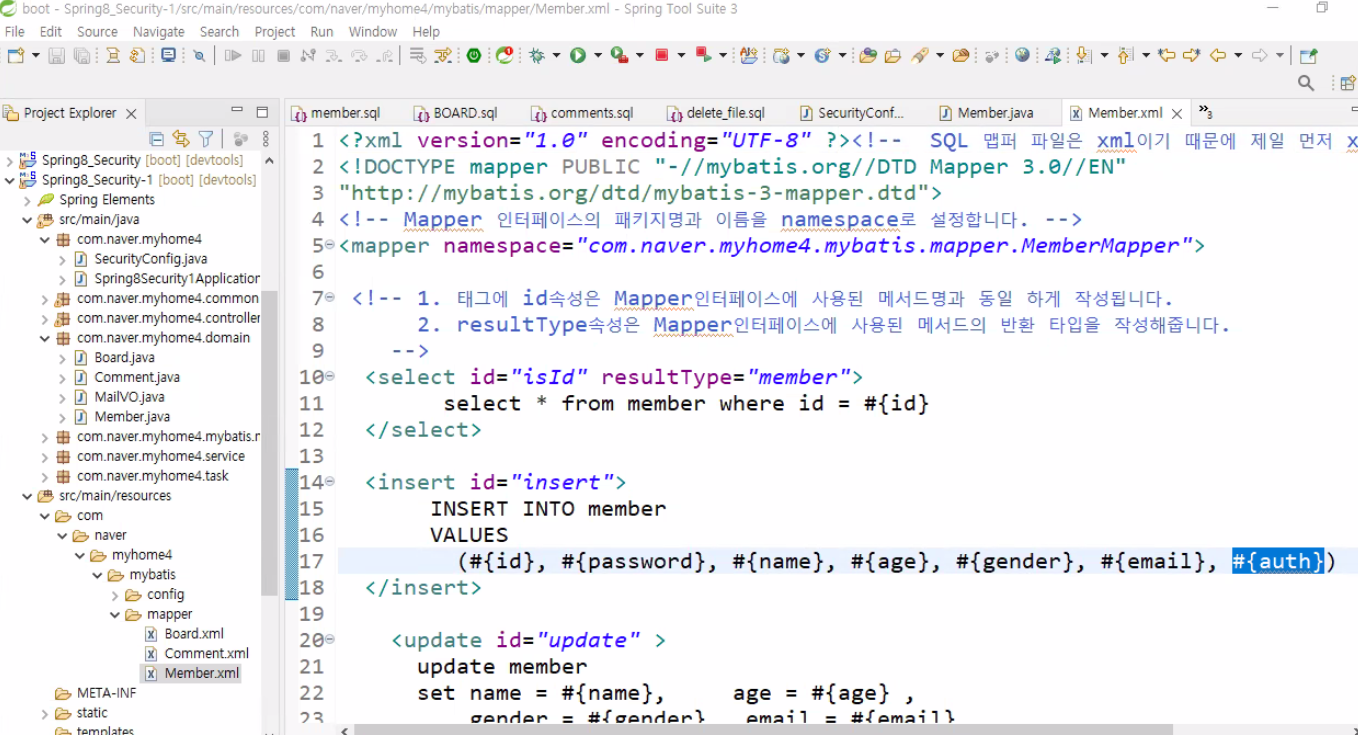 boot - Spring8_Security-1/src/main/resources/com/naver/myhome4/mybatis/mapper/Member.xml - Spring Tool Suite 3
File Edit Source Navigate Search Project Run Window Help
Project Explorer
Spring8_Security [boot] [devtools]
Spring8_Security-1 [boot] [devtools]
Spring Elements
src/main/java
com.naver.myhome4
SecurityConfig.java
Spring8Security1Application
com.naver.myhome4.common
com.naver.myhome4.controller
com.naver.myhome4.domain
Board.java
Comment.java
MailVO.java
Member.java
com.naver.myhome4.mybatis.r
com.naver.myhome4.service
com.naver.myhome4.task
src/main/resources
com
naver
myhome4
mybatis
config
mapper
Board.xml
Comment.xml
Member.xml
META-INF
static
templates
member.sql BOARD.sql comments.sql delete_file.sql SecurityConf... Member.java Member.xml »3
1 <?xml version="1.0" encoding="UTF-8" ?><!-- SQL 맵퍼 파일은 xml이기 때문에 제일 먼저 x
2 <!DOCTYPE mapper PUBLIC "-//mybatis.org//DTD Mapper 3.0//EN"
3 "http://mybatis.org/dtd/mybatis-3-mapper.dtd">
4 <!-- Mapper 인터페이스의 패키지명과 이름을 namespace로 설정합니다. -->
5 <mapper namespace="com.naver.myhome4.mybatis.mapper.MemberMapper">
6
7 <!-- 1. 태그에 id속성은 Mapper인터페이스에 사용된 메서드명과 동일 하게 작성됩니다.
8 2. resultType속성은 Mapper인터페이스에 사용된 메서드의 반환 타입을 작성해줍니다.
9 -->
10 <select id="isId" resultType="member">
11 select * from member where id = #{id}
12 </select>
13
14 <insert id="insert">
15 INSERT INTO member
16 VALUES
17 (#{id}, #{password}, #{name}, #{age}, #{gender}, #{email}, #{auth})
18 </insert>
19
20 <update id="update" >
21 update member
22 set name = #{name}, age = #{age} ,
23 gender = #{gender}, email = #{email}